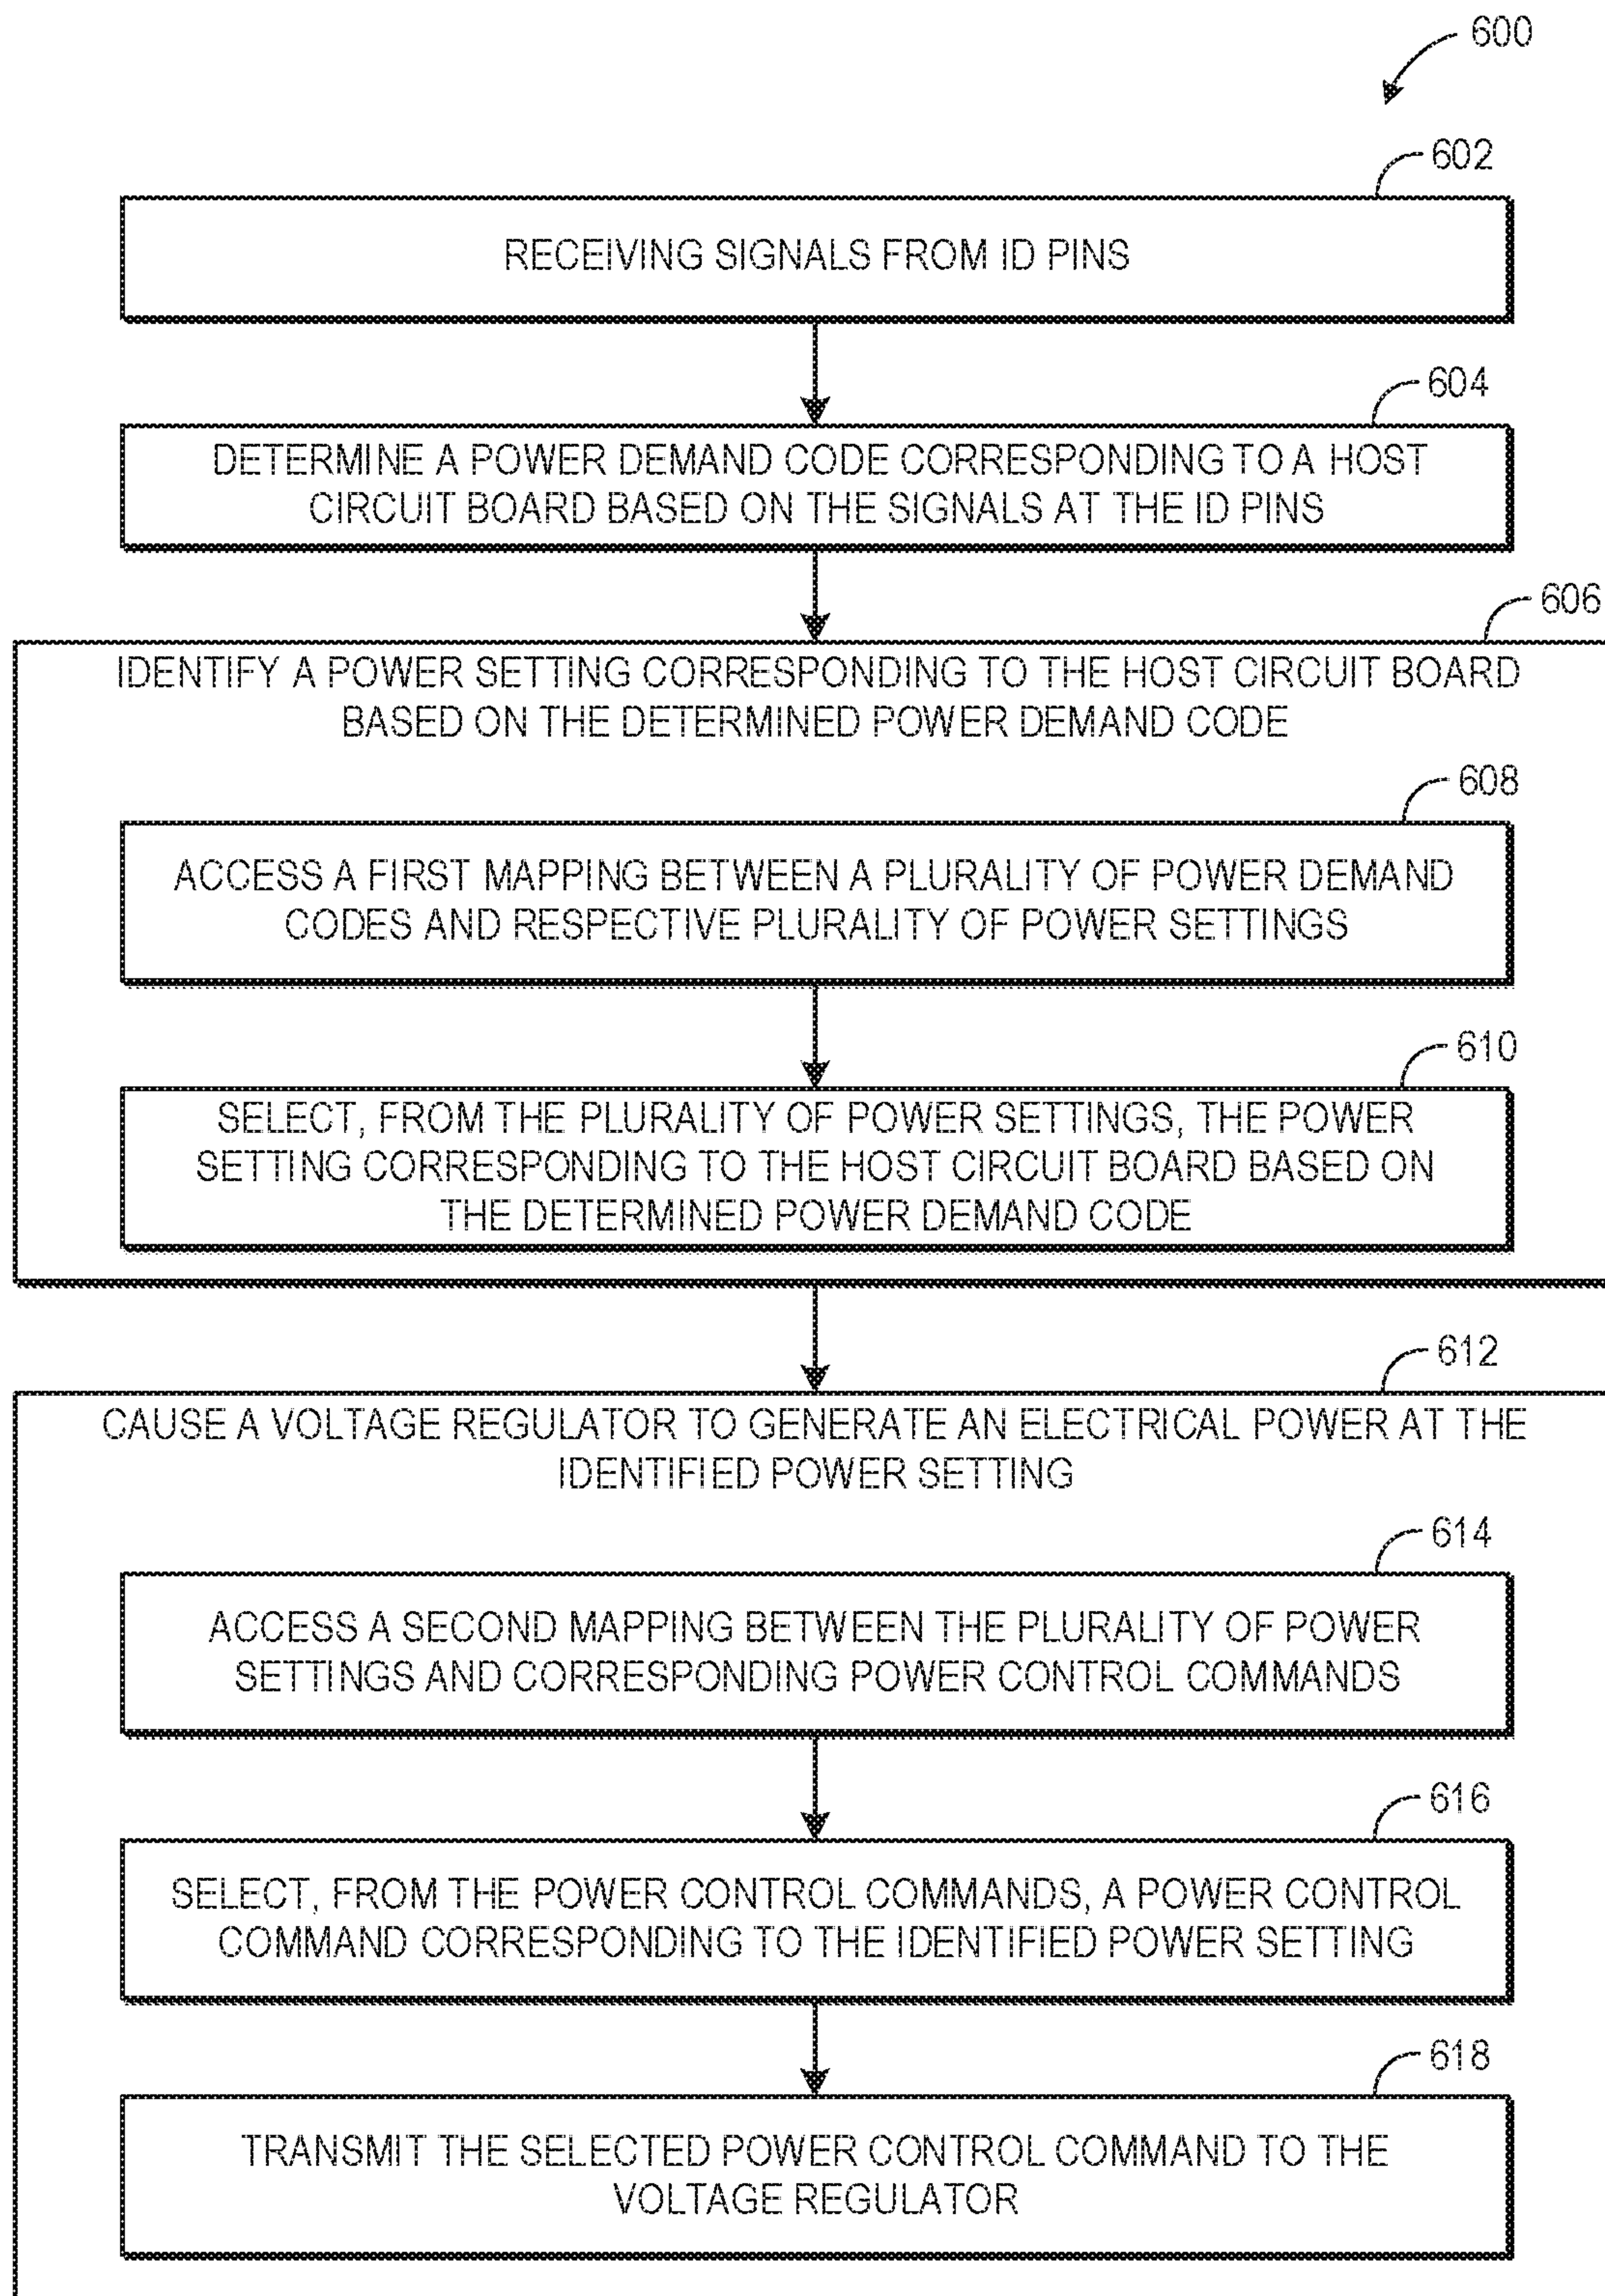 600
602
RECEIVING SIGNALS FROM ID PINS
604
DETERMINE A POWER DEMAND CODE CORRESPONDING TO A HOST
CIRCUIT BOARD BASED ON THE SIGNALS AT THE ID PINS
606
IDENTIFY A POWER SETTING CORRESPONDING TO THE HOST CIRCUIT BOARD
BASED ON THE DETERMINED POWER DEMAND CODE
608
ACCESS A FIRST MAPPING BETWEEN A PLURALITY OF POWER DEMAND
CODES AND RESPECTIVE PLURALITY OF POWER SETTINGS
610
SELECT, FROM THE PLURALITY OF POWER SETTINGS, THE POWER
SETTING CORRESPONDING TO THE HOST CIRCUIT BOARD BASED ON
THE DETERMINED POWER DEMAND CODE
612
CAUSE A VOLTAGE REGULATOR TO GENERATE AN ELECTRICAL POWER AT THE
IDENTIFIED POWER SETTING
614
ACCESS A SECOND MAPPING BETWEEN THE PLURALITY OF POWER
SETTINGS AND CORRESPONDING POWER CONTROL COMMANDS
616
SELECT, FROM THE POWER CONTROL COMMANDS, A POWER CONTROL
COMMAND CORRESPONDING TO THE IDENTIFIED POWER SETTING
618
TRANSMIT THE SELECTED POWER CONTROL COMMAND TO THE
VOLTAGE REGULATOR